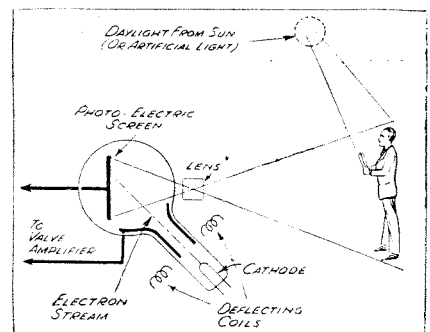 DAYLIGHT FROM SUN
(OR ARTIFICIAL LIGHT)
PHOTO-ELECTRIC
SCREEN
LENS
TO
VALVE
AMPLIFIER
CATHODE
ELECTRON
STREAM
DEFLECTING
COILS